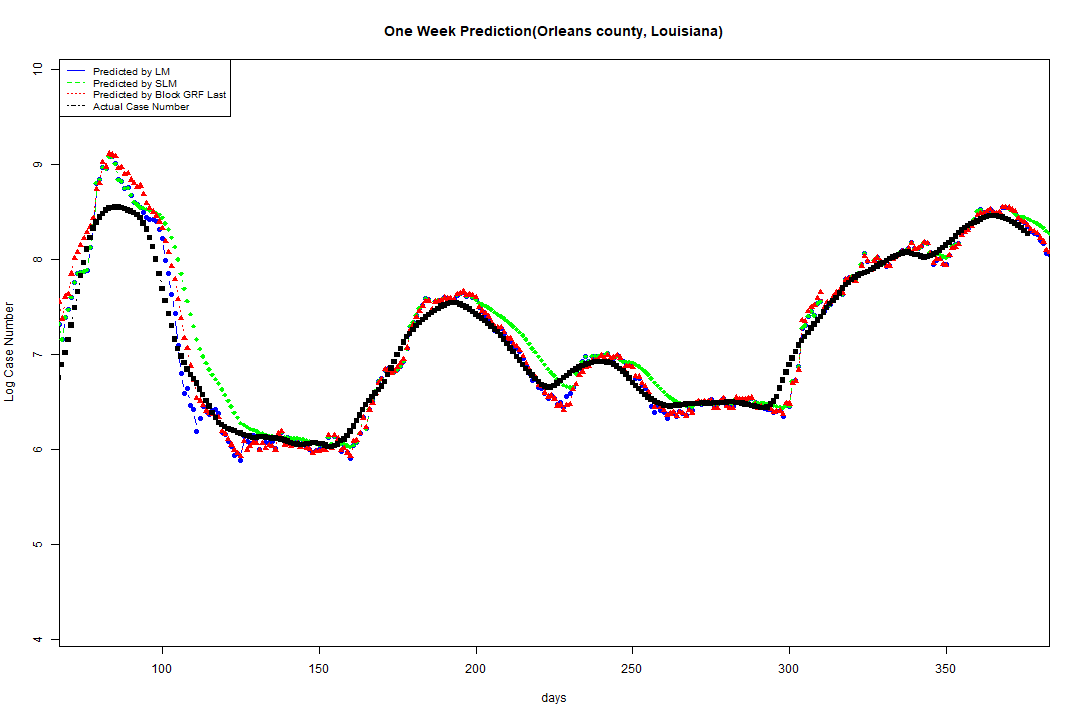 One Week Prediction(Orleans county, Louisiana)
Predicted by LM
Predicted by SLM
Predicted by Block GRF Last
Actual Case Number
10
9
8
7
6
5
4
Log Case Number
100 150 200 250 300 350
days